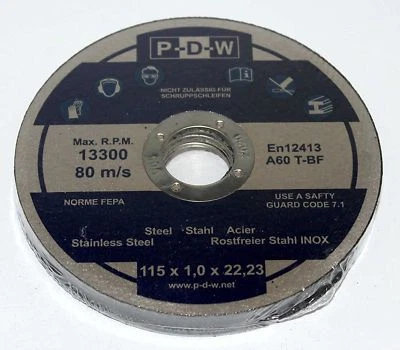 P-D-W
NICHT ZULÄSSIG FÜR
SCHRUPPSCHLEIFEN
Max. R.P.M.
13300
80 m/s
En12413
A60 T-BF
NORME FEPA
USE A SAFTY
GUARD CODE 7.1
Steel Stahl Acier
Stainless Steel Rostfreier Stahl INOX
115 x 1,0 x 22,23
www.p-d-w.net